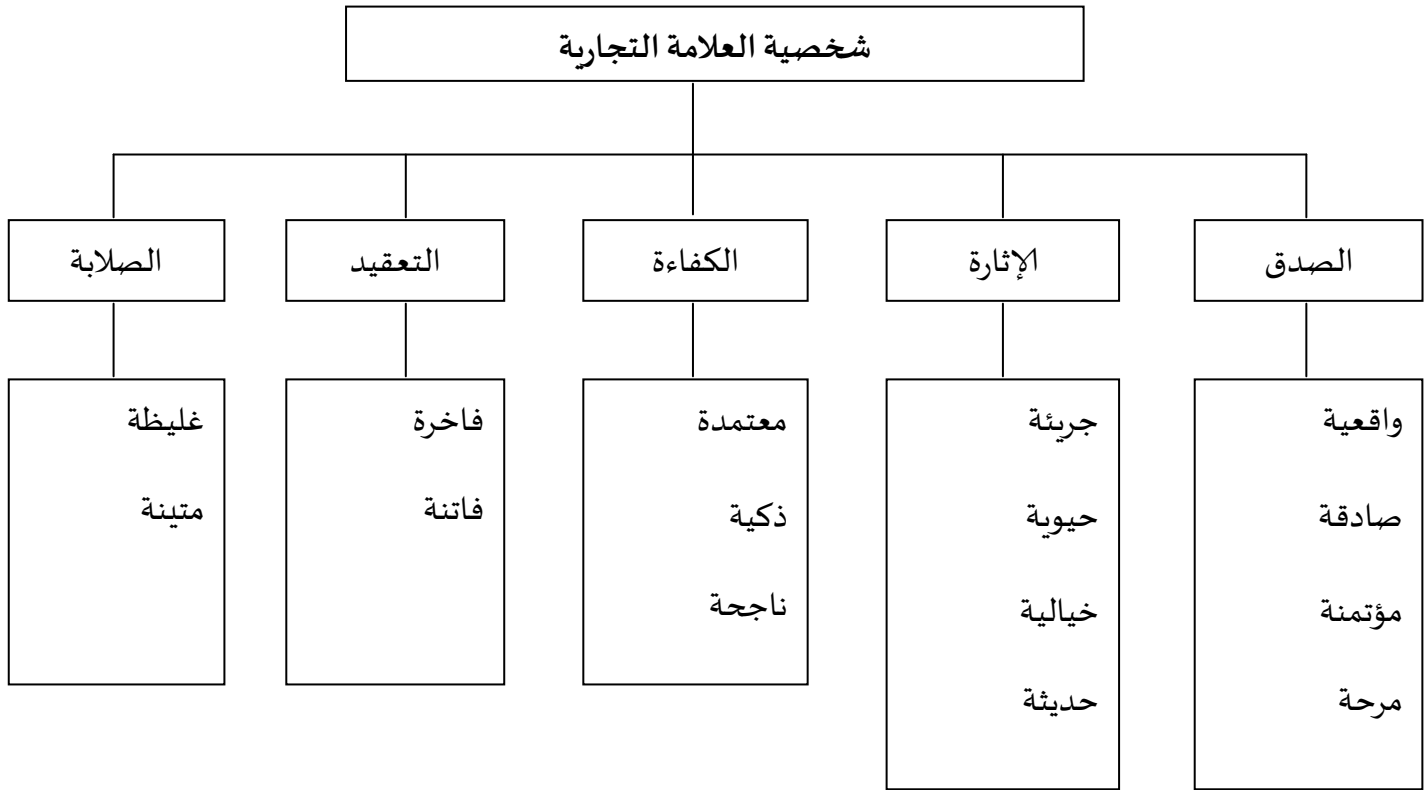 شخصية العلامة التجارية
الصدق
الإثارة
الكفاءة
التعقيد
الصلابة
واقعية
صادقة
مؤتمنة
مرحة
جريئة
حيوية
خيالية
حديثة
معتمدة
ذكية
ناجحة
فاخرة
فاتنة
غليظة
متينة